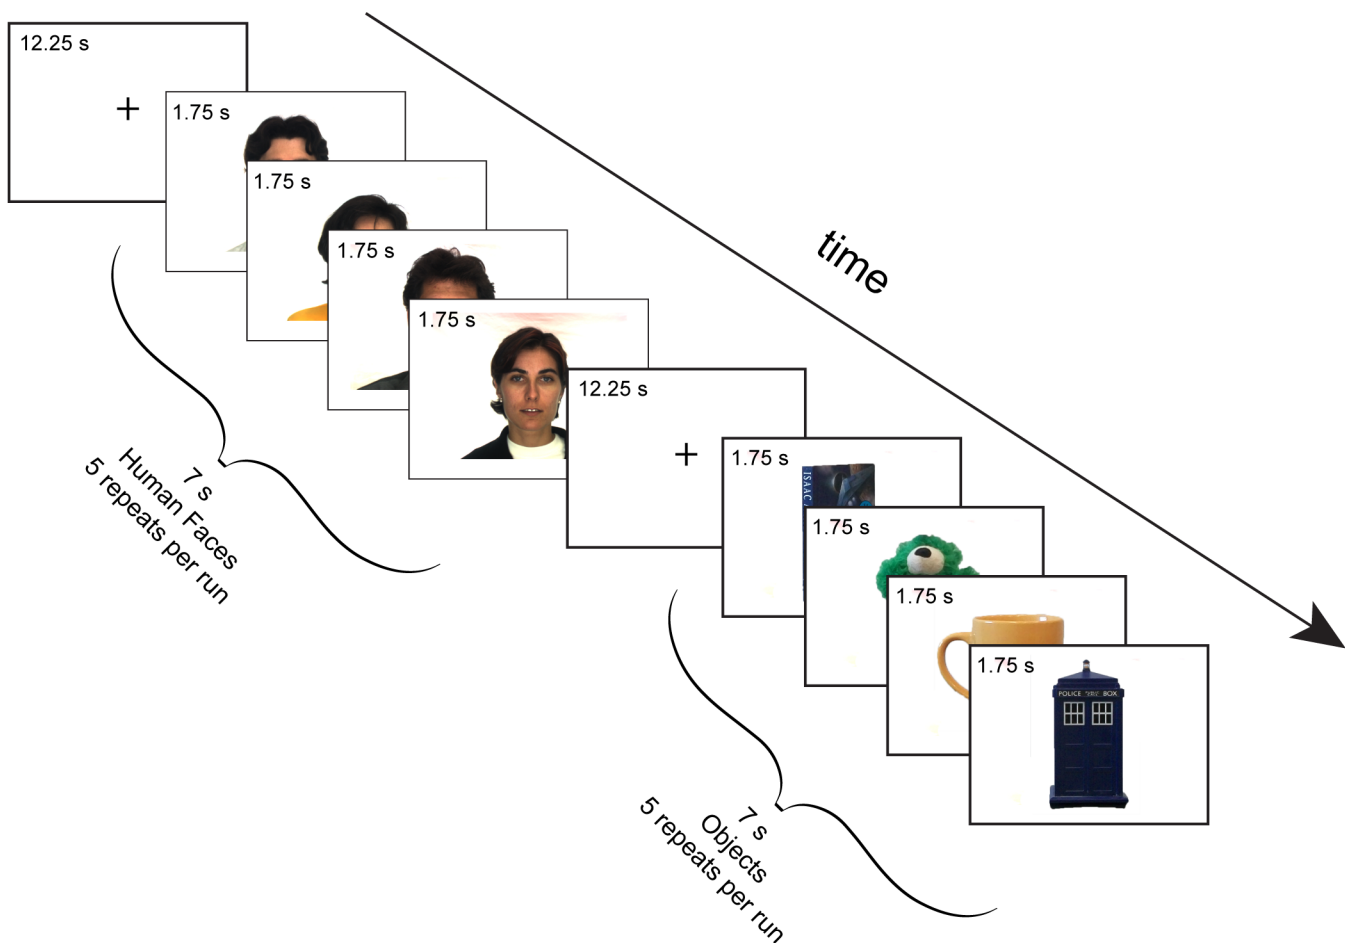 12.25 s
+
1.75 s
1.75 s
1.75 s
1.75 s
time
12.25 s
+
7 s
Human Faces
5 repeats per run
1.75 s
ISAAC
1.75 s
1.75 s
1.75 s
POLICE BOX
7 s
Objects
5 repeats per run